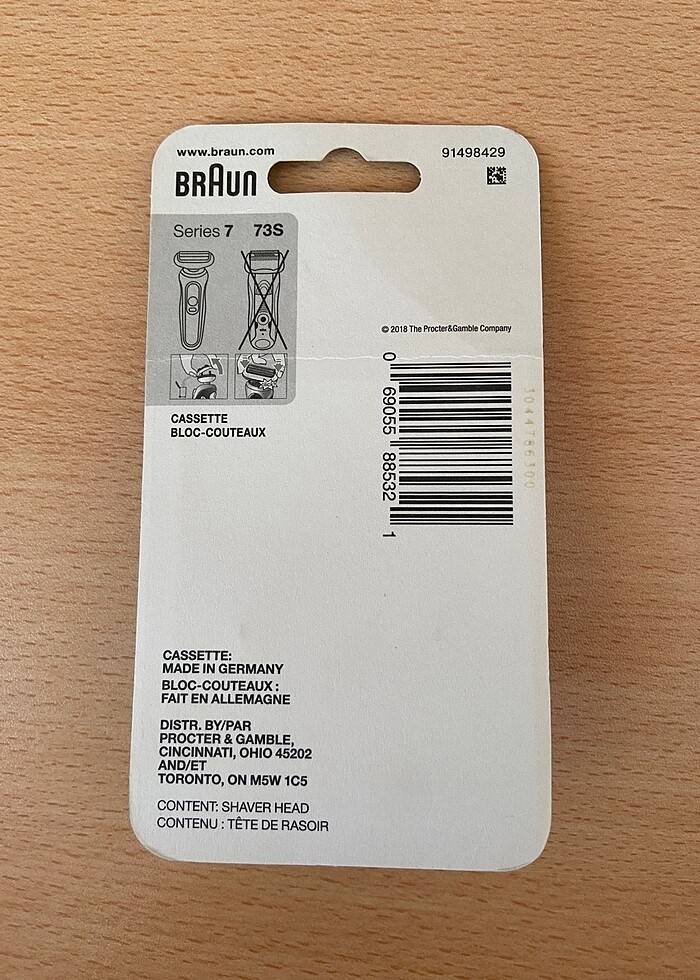 www.braun.com
91498429
BRAUN
Series 7 73S
© 2018 The Procter&Gamble Company
0 69055 88532 1
3044786300
CASSETTE
BLOC-COUTEAUX
CASSETTE:
MADE IN GERMANY
BLOC-COUTEAUX :
FAIT EN ALLEMAGNE
DISTR. BY/PAR
PROCTER & GAMBLE,
CINCINNATI, OHIO 45202
AND/ET
TORONTO, ON M5W 1C5
CONTENT: SHAVER HEAD
CONTENU : TÊTE DE RASOIR